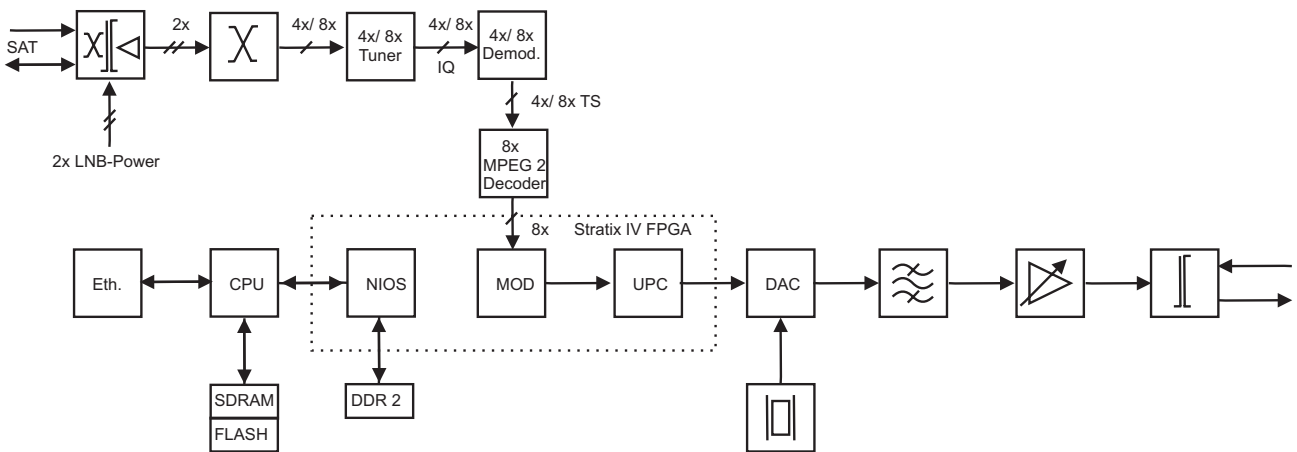 SAT
2x
4x/ 8x
4x/ 8x
Tuner
4x/ 8x
IQ
4x/ 8x
Demod.
4x/ 8x TS
2x LNB-Power
8x
MPEG 2
Decoder
8x
Stratix IV FPGA
Eth.
CPU
NIOS
MOD
UPC
DAC
SDRAM
FLASH
DDR 2